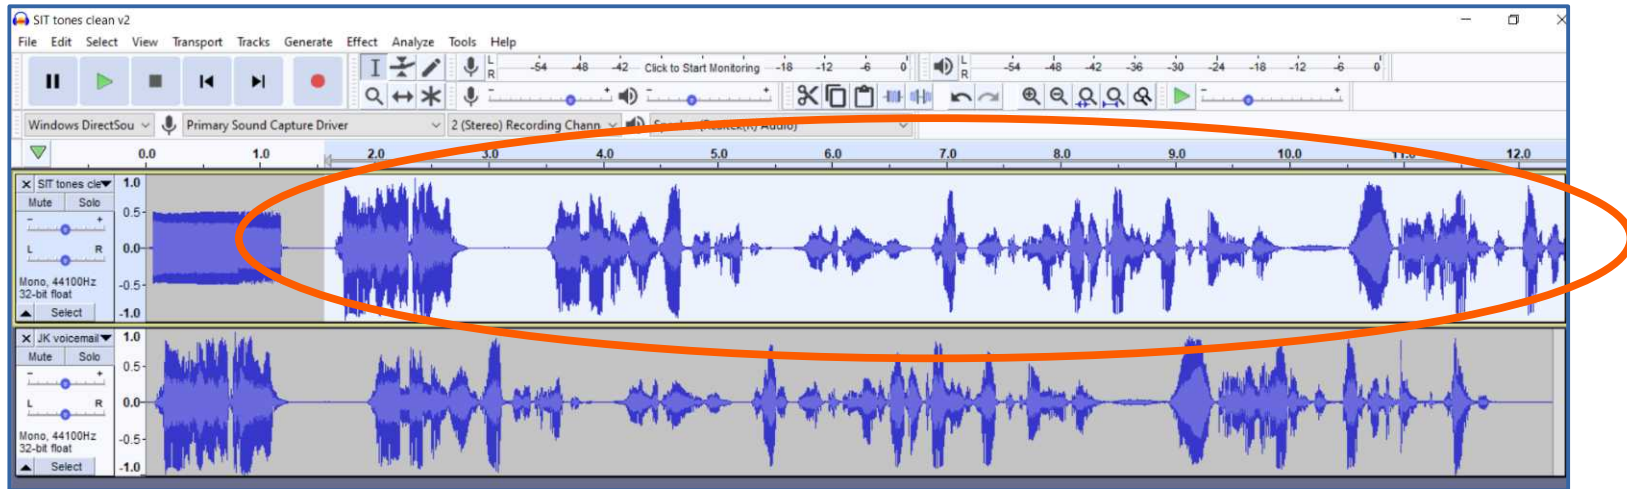 SIT tones clean v2
File Edit Select View Transport Tracks Generate Effect Analyze Tools Help
L
R
-54 -48 -42 Click to Start Monitoring -18 -12 -6 0
L
R
-54 -48 -42 -36 -30 -24 -18 -12 -6 0
Windows DirectSou Primary Sound Capture Driver 2 (Stereo) Recording Chann Audio)
0.0 1.0 2.0 3.0 4.0 5.0 6.0 7.0 8.0 9.0 10.0 11.0 12.0
SIT tones cle 1.0
Mute Solo
- + 0.5
L R 0.0
Mono, 44100Hz
32-bit float -0.5
Select -1.0
JK voicemail 1.0
Mute Solo
- + 0.5
L R 0.0
Mono, 44100Hz
32-bit float -0.5
Select -1.0